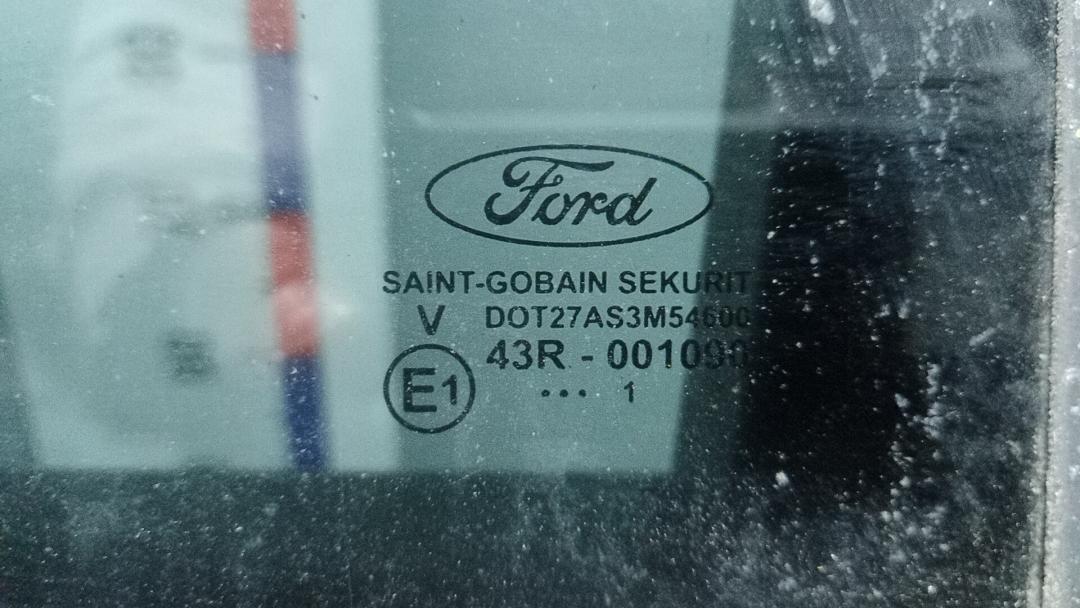 Ford
SAINT-GOBAIN SEKURIT
V DOT27AS3M54600
E1 43R - 001090
... 1